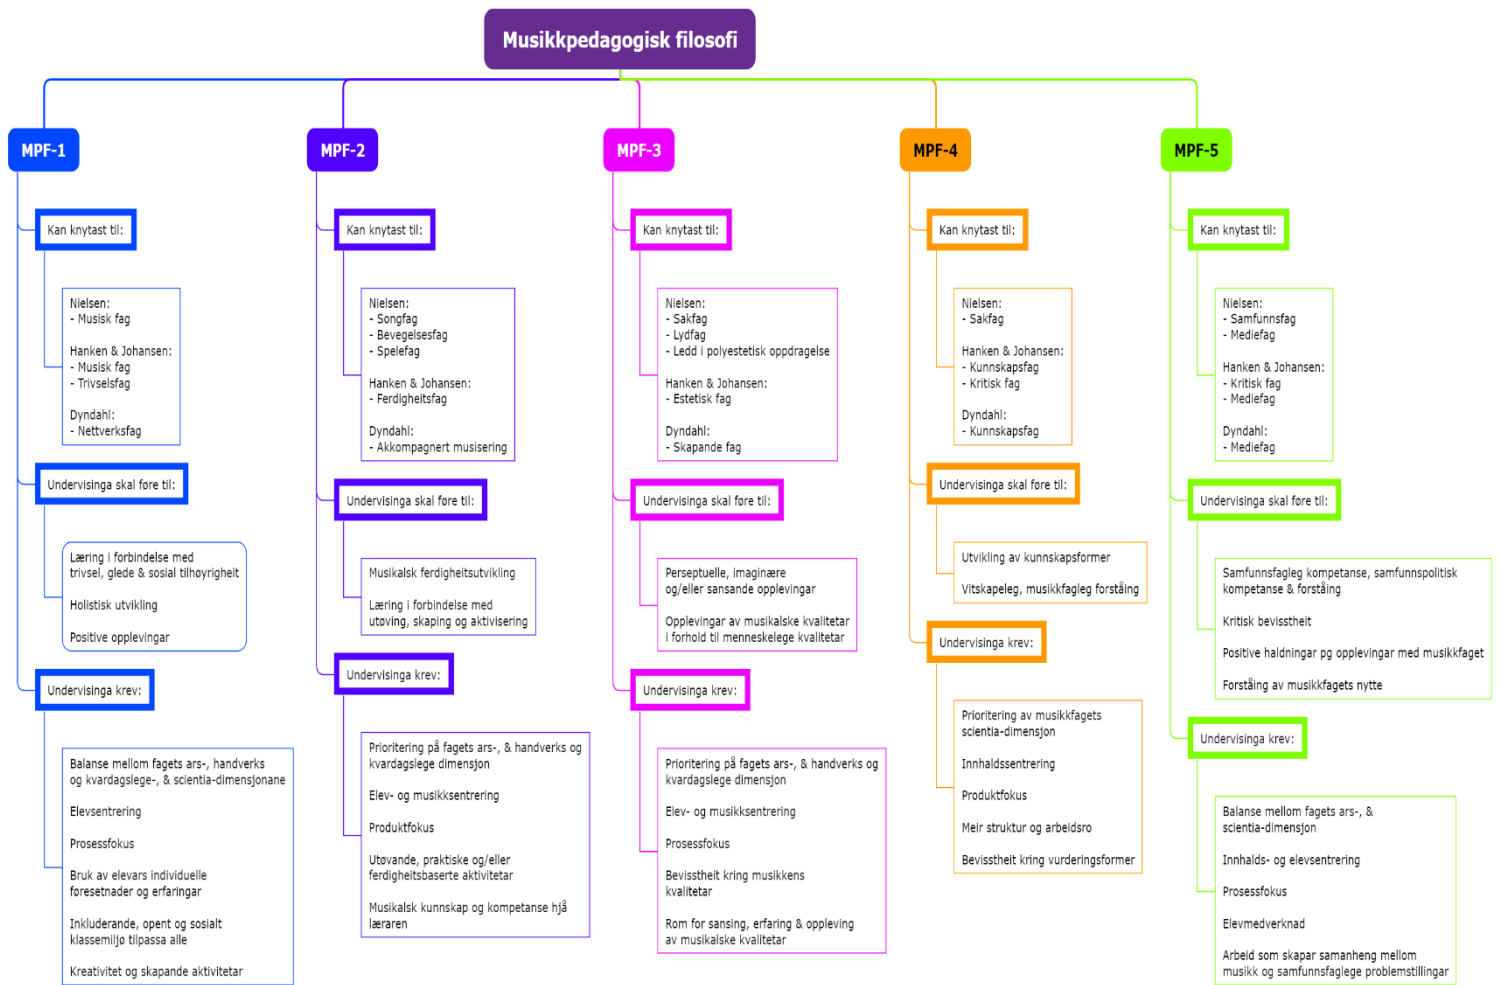 Musikkpedagogisk filosofi
MPF-1
Kan knytast til:
Nielsen:
- Musisk fag
Hanken & Johansen:
- Musisk fag
- Trivselsfag
Dyndahl:
- Nettverksfag
Undervisinga skal føre til:
Læring i forbindelse med
trivsel, glede & sosial tilhøyrigheit
Holistisk utvikling
Positive opplevingar
Undervisinga krev:
Balanse mellom fagets ars-, handverks
og kvardagslege-, & scientia-dimensjonane
Elevsentrering
Prosessfokus
Bruk av elevars individuelle
føresetnader og erfaringar
Inkluderande, opent og sosialt
klassemiljø tilpassa alle
Kreativitet og skapande aktivitetar
MPF-2
Kan knytast til:
Nielsen:
- Songfag
- Bevegelsesfag
- Spelefag
Hanken & Johansen:
- Ferdigheitsfag
Dyndahl:
- Akkompagnert musisering
Undervisinga skal føre til:
Musikalsk ferdigheitsutvikling
Læring i forbindelse med
utøving, skaping og aktivisering
Undervisinga krev:
Prioritering på fagets ars-, & handverks og
kvardagslege dimensjon
Elev- og musikksentrering
Produktfokus
Utøvande, praktiske og/eller
ferdigheitsbaserte aktivitetar
Musikalsk kunnskap og kompetanse hjå
læraren
MPF-3
Kan knytast til:
Nielsen:
- Sakfag
- Lydfag
- Ledd i polyestetisk oppdragelse
Hanken & Johansen:
- Estetisk fag
Dyndahl:
- Skapande fag
Undervisinga skal føre til:
Perseptuelle, imaginære
og/eller sansande opplevingar
Opplevingar av musikalske kvalitetar
i forhold til menneskelege kvalitetar
Undervisinga krev:
Prioritering på fagets ars-, & handverks og
kvardagslege dimensjon
Elev- og musikksentrering
Prosessfokus
Bevisstheit kring musikkens
kvalitetar
Rom for sansing, erfaring & oppleving
av musikalske kvalitetar
MPF-4
Kan knytast til:
Nielsen:
- Sakfag
Hanken & Johansen:
- Kunnskapsfag
- Kritisk fag
Dyndahl:
- Kunnskapsfag
Undervisinga skal føre til:
Utvikling av kunnskapsformer
Vitskapeleg, musikkfagleg forståing
Undervisinga krev:
Prioritering av musikkfagets
scientia-dimensjon
Innhaldssentrering
Produktfokus
Meir struktur og arbeidsro
Bevisstheit kring vurderingsformer
MPF-5
Kan knytast til:
Nielsen:
- Samfunnsfag
- Mediefag
Hanken & Johansen:
- Kritisk fag
- Mediefag
Dyndahl:
- Mediefag
Undervisinga skal føre til:
Samfunnsfagleg kompetanse, samfunnspolitisk
kompetanse & forståing
Kritisk bevisstheit
Positive haldningar pg opplevingar med musikkfaget
Forståing av musikkfagets nytte
Undervisinga krev:
Balanse mellom fagets ars-, &
scientia-dimensjon
Innhalds- og elevsentrering
Prosessfokus
Elevmedverknad
Arbeid som skapar samanheng mellom
musikk og samfunnsfaglege problemstillingar